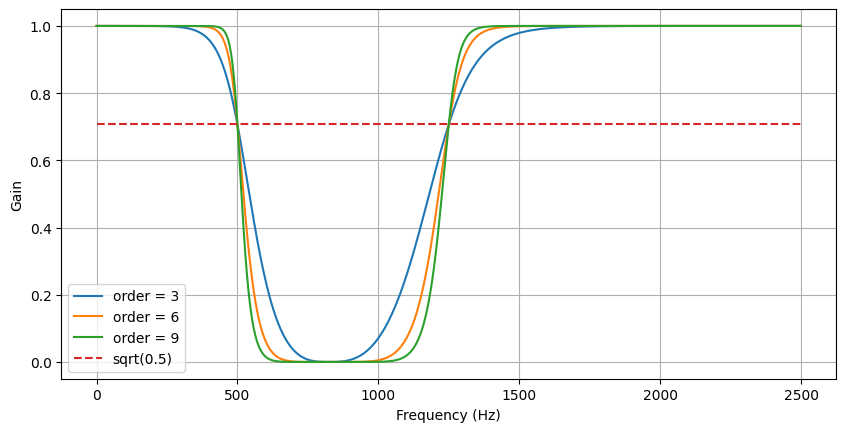 1.0
0.8
0.6
0.4
0.2
0.0
Gain
order = 3
order = 6
order = 9
sqrt(0.5)
0 500 1000 1500 2000 2500
Frequency (Hz)